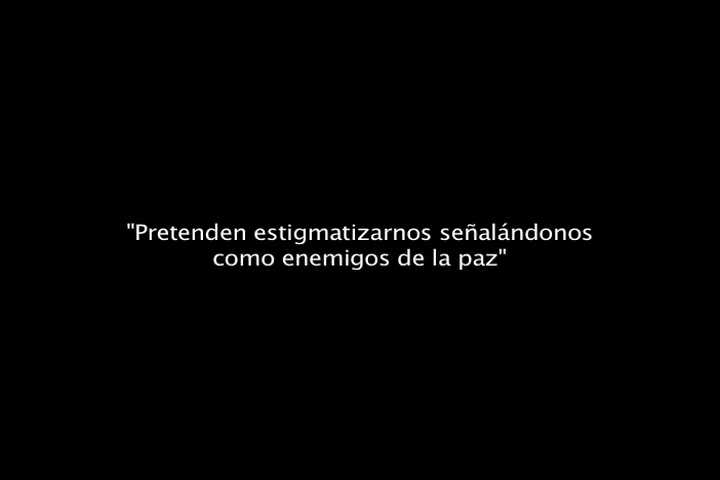 "Pretenden estigmatizarnos señalándonos
como enemigos de la paz"